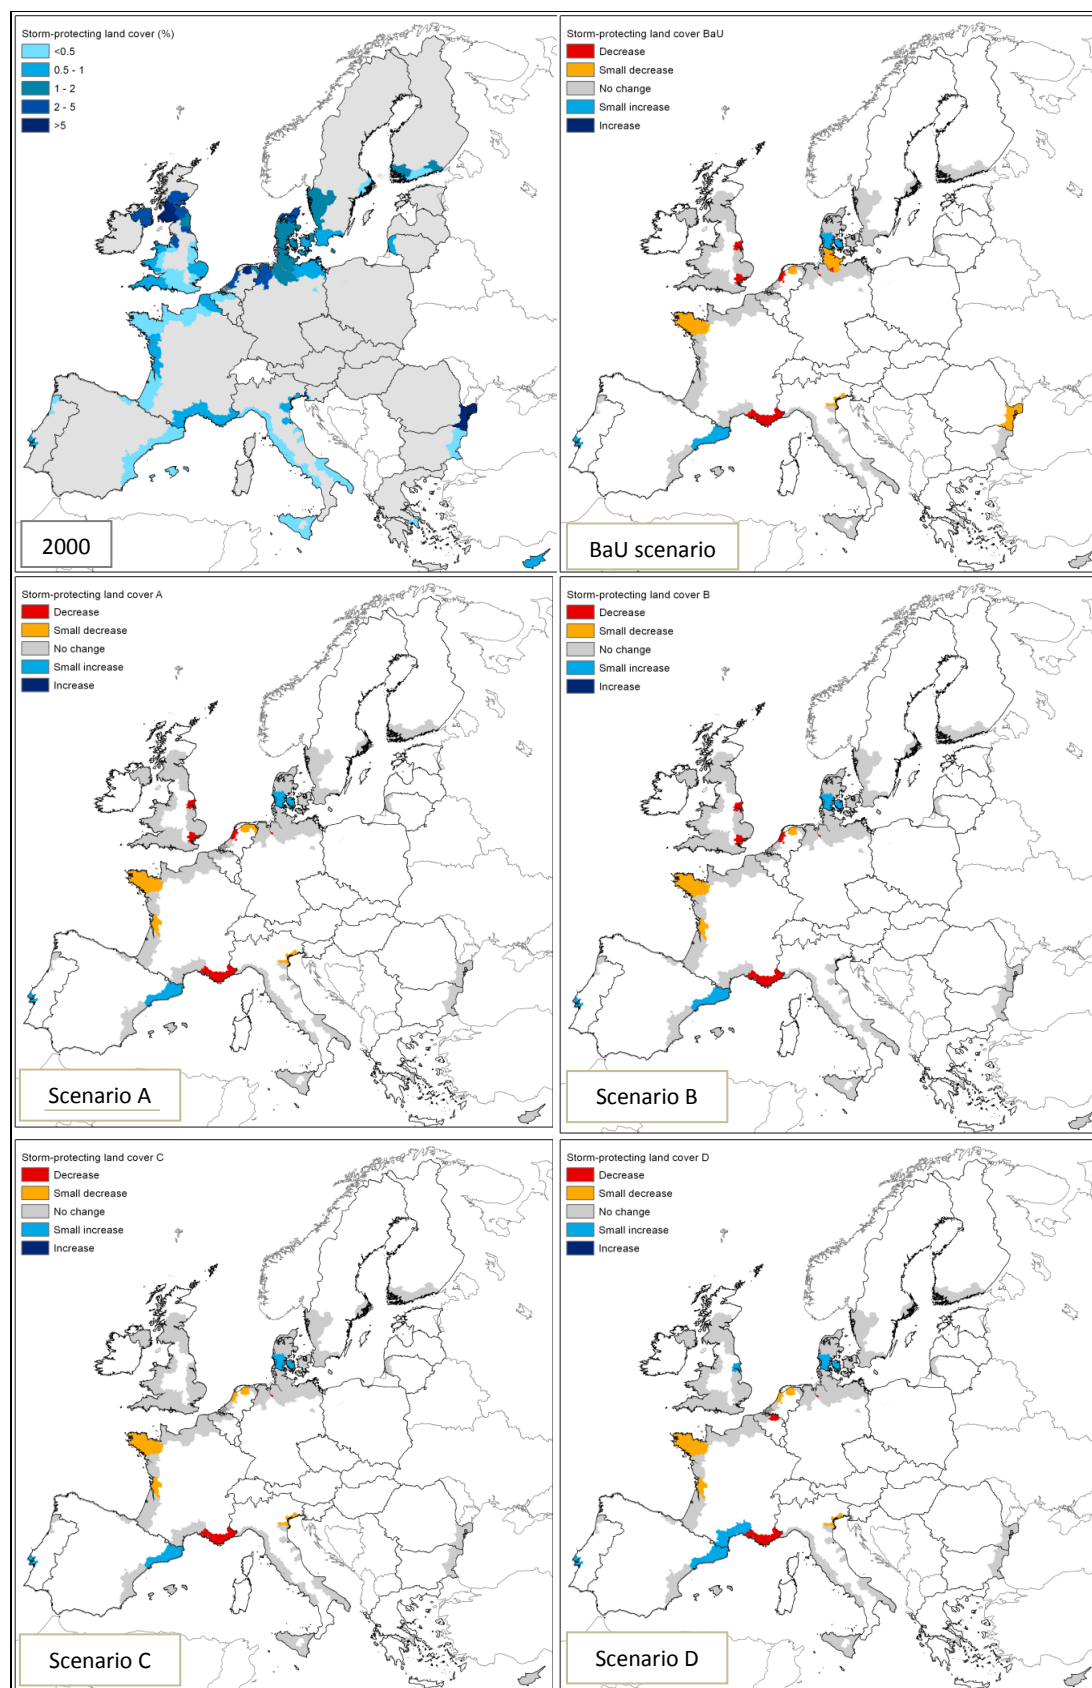 Storm-protecting land cover (%)
<0.5
0.5 - 1
1 - 2
2 - 5
>5
2000
Storm-protecting land cover BaU
Decrease
Small decrease
No change
Small increase
Increase
BaU scenario
Storm-protecting land cover A
Decrease
Small decrease
No change
Small increase
Increase
Scenario A
Storm-protecting land cover B
Decrease
Small decrease
No change
Small increase
Increase
Scenario B
Storm-protecting land cover C
Decrease
Small decrease
No change
Small increase
Increase
Scenario C
Storm-protecting land cover D
Decrease
Small decrease
No change
Small increase
Increase
Scenario D